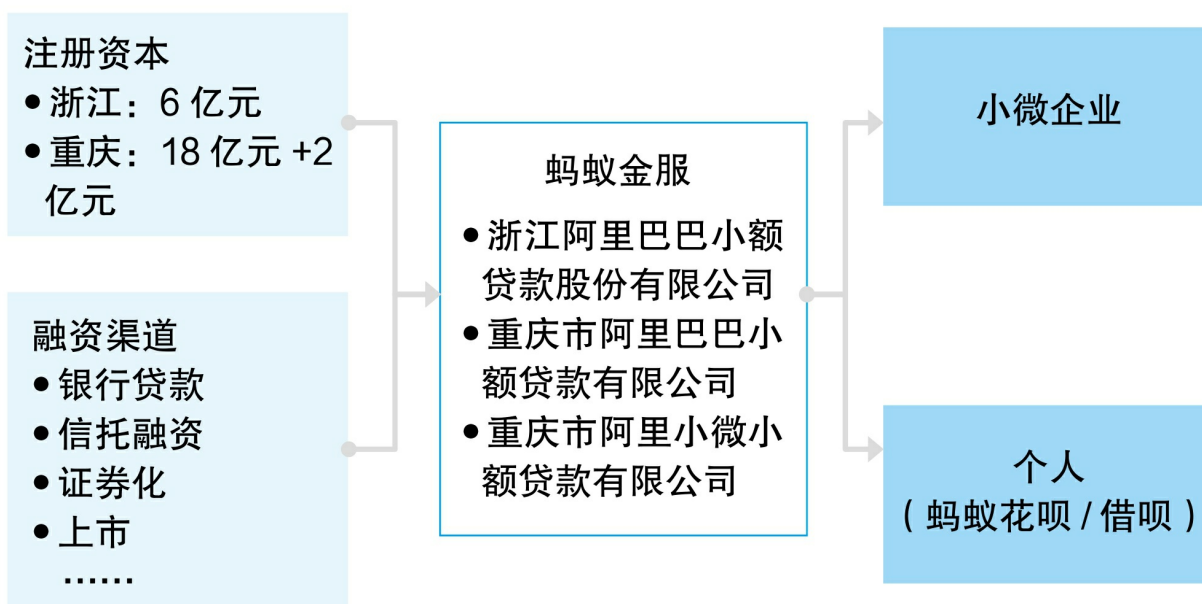 注册资本
● 浙江：6 亿元
● 重庆：18 亿元 +2
亿元
融资渠道
● 银行贷款
● 信托融资
● 证券化
● 上市
……
蚂蚁金服
● 浙江阿里巴巴小额
贷款股份有限公司
● 重庆市阿里巴巴小
额贷款有限公司
● 重庆市阿里小微小
额贷款有限公司
小微企业
个人
（蚂蚁花呗 / 借呗）